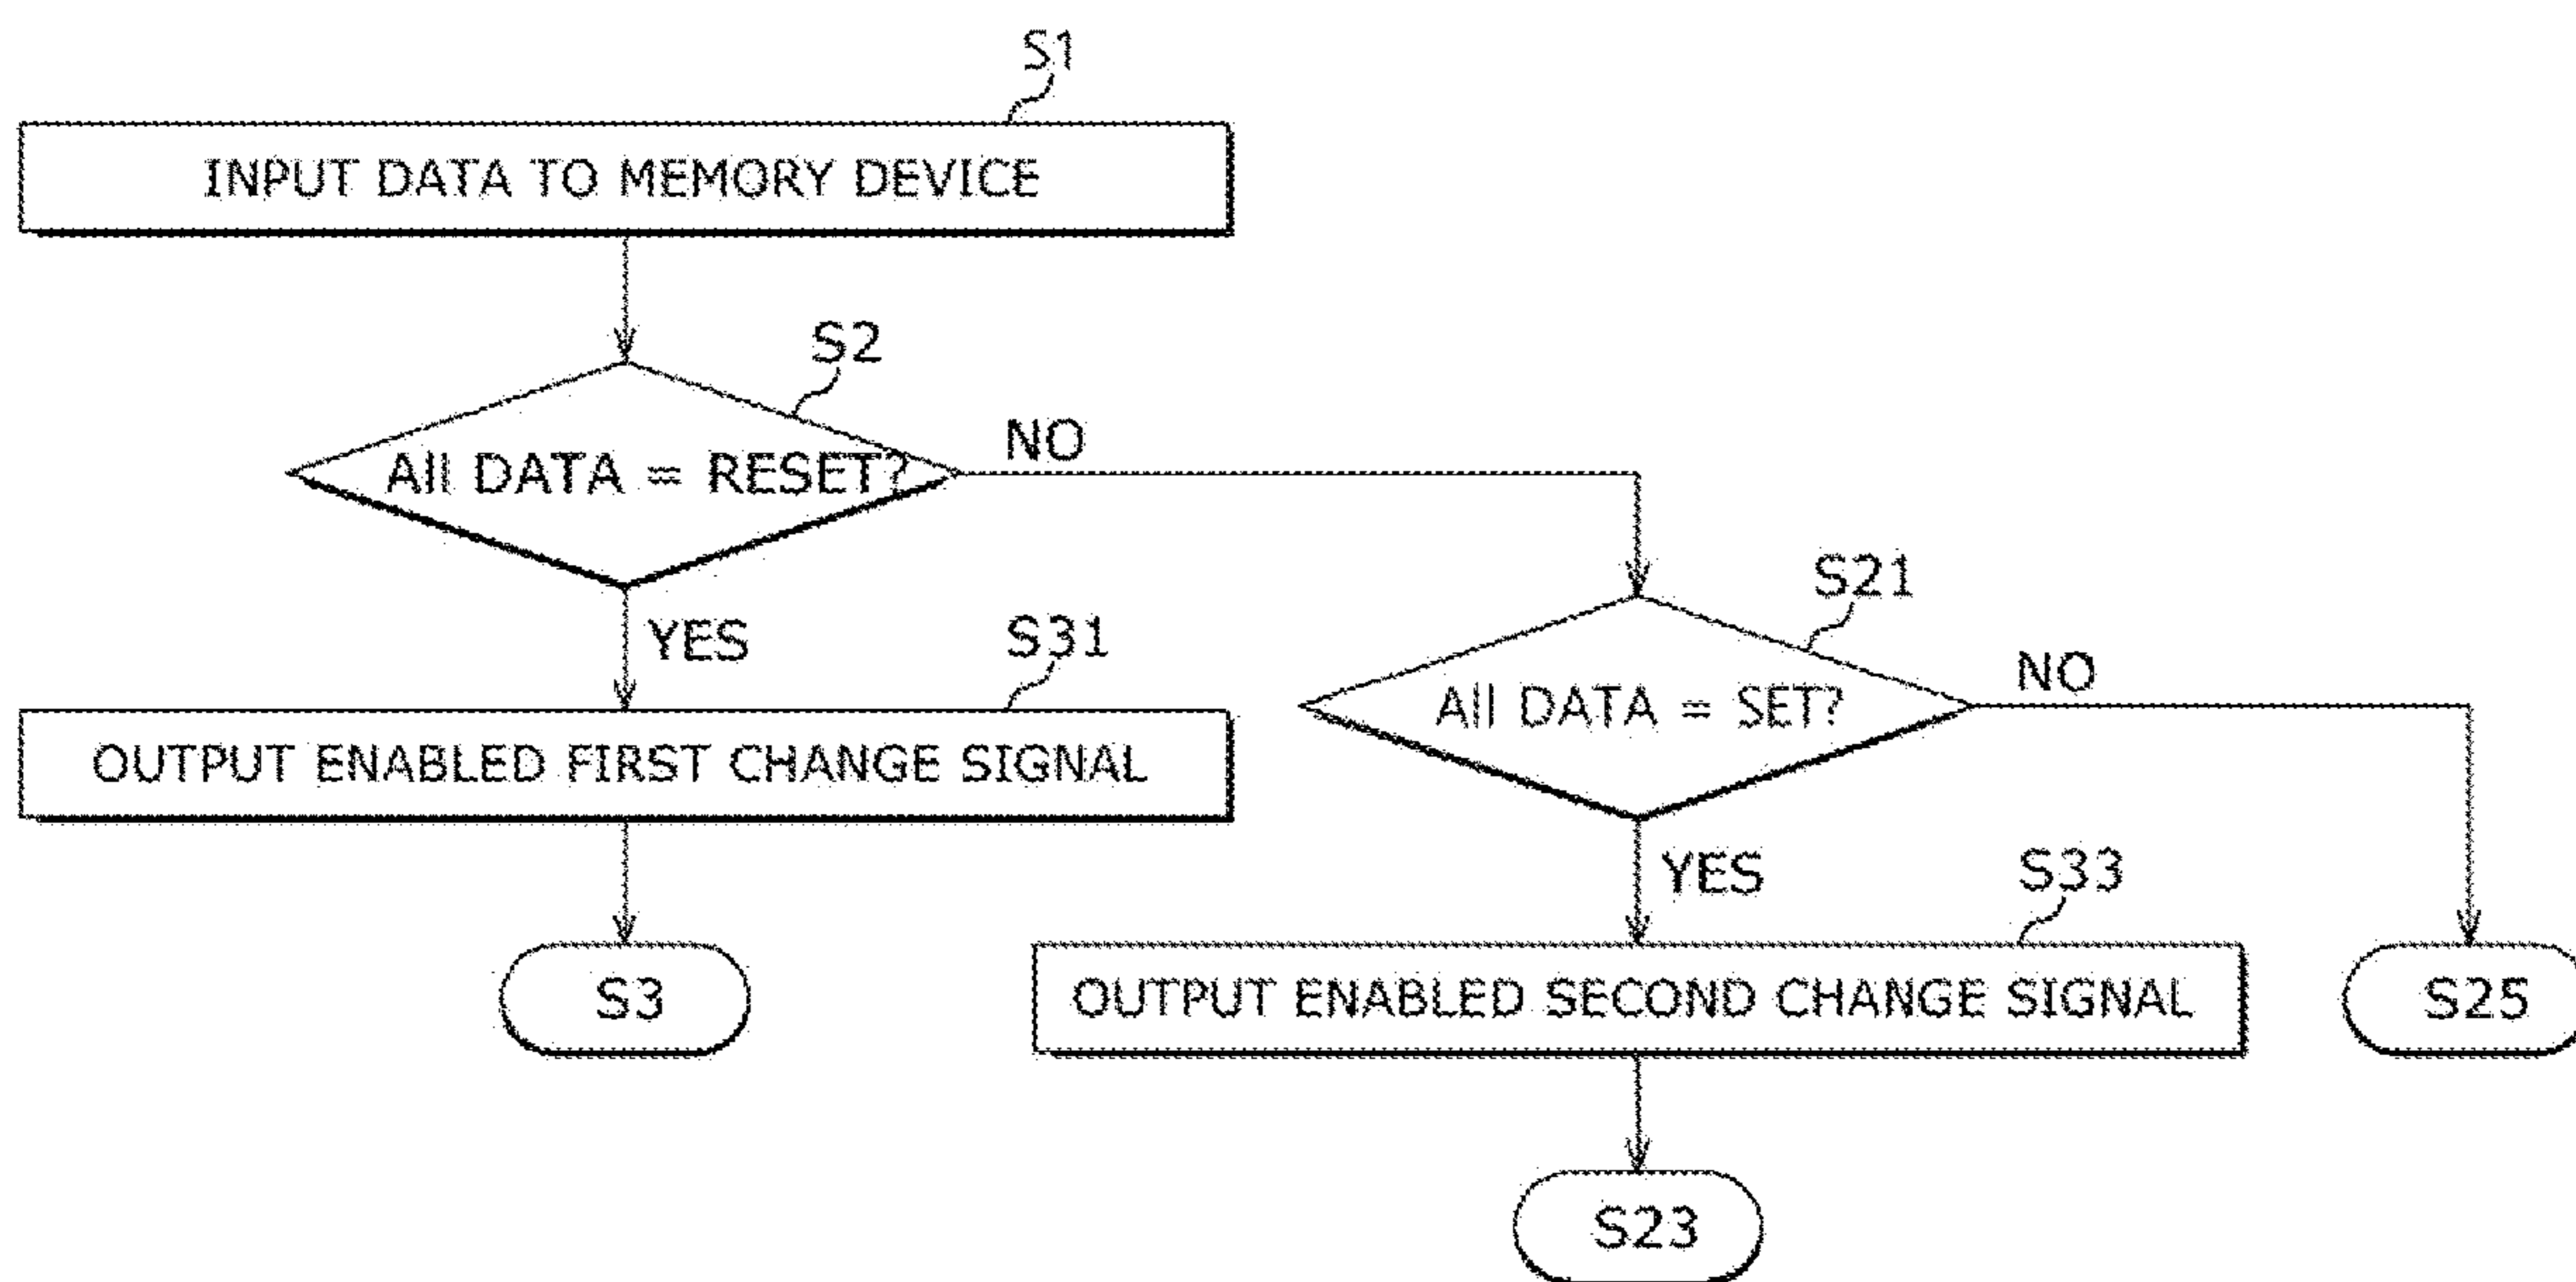 S1
INPUT DATA TO MEMORY DEVICE
S2
All DATA = RESET?
NO
YES
S21
All DATA = SET?
NO
YES
S31
OUTPUT ENABLED FIRST CHANGE SIGNAL
S33
OUTPUT ENABLED SECOND CHANGE SIGNAL
S3
S25
S23